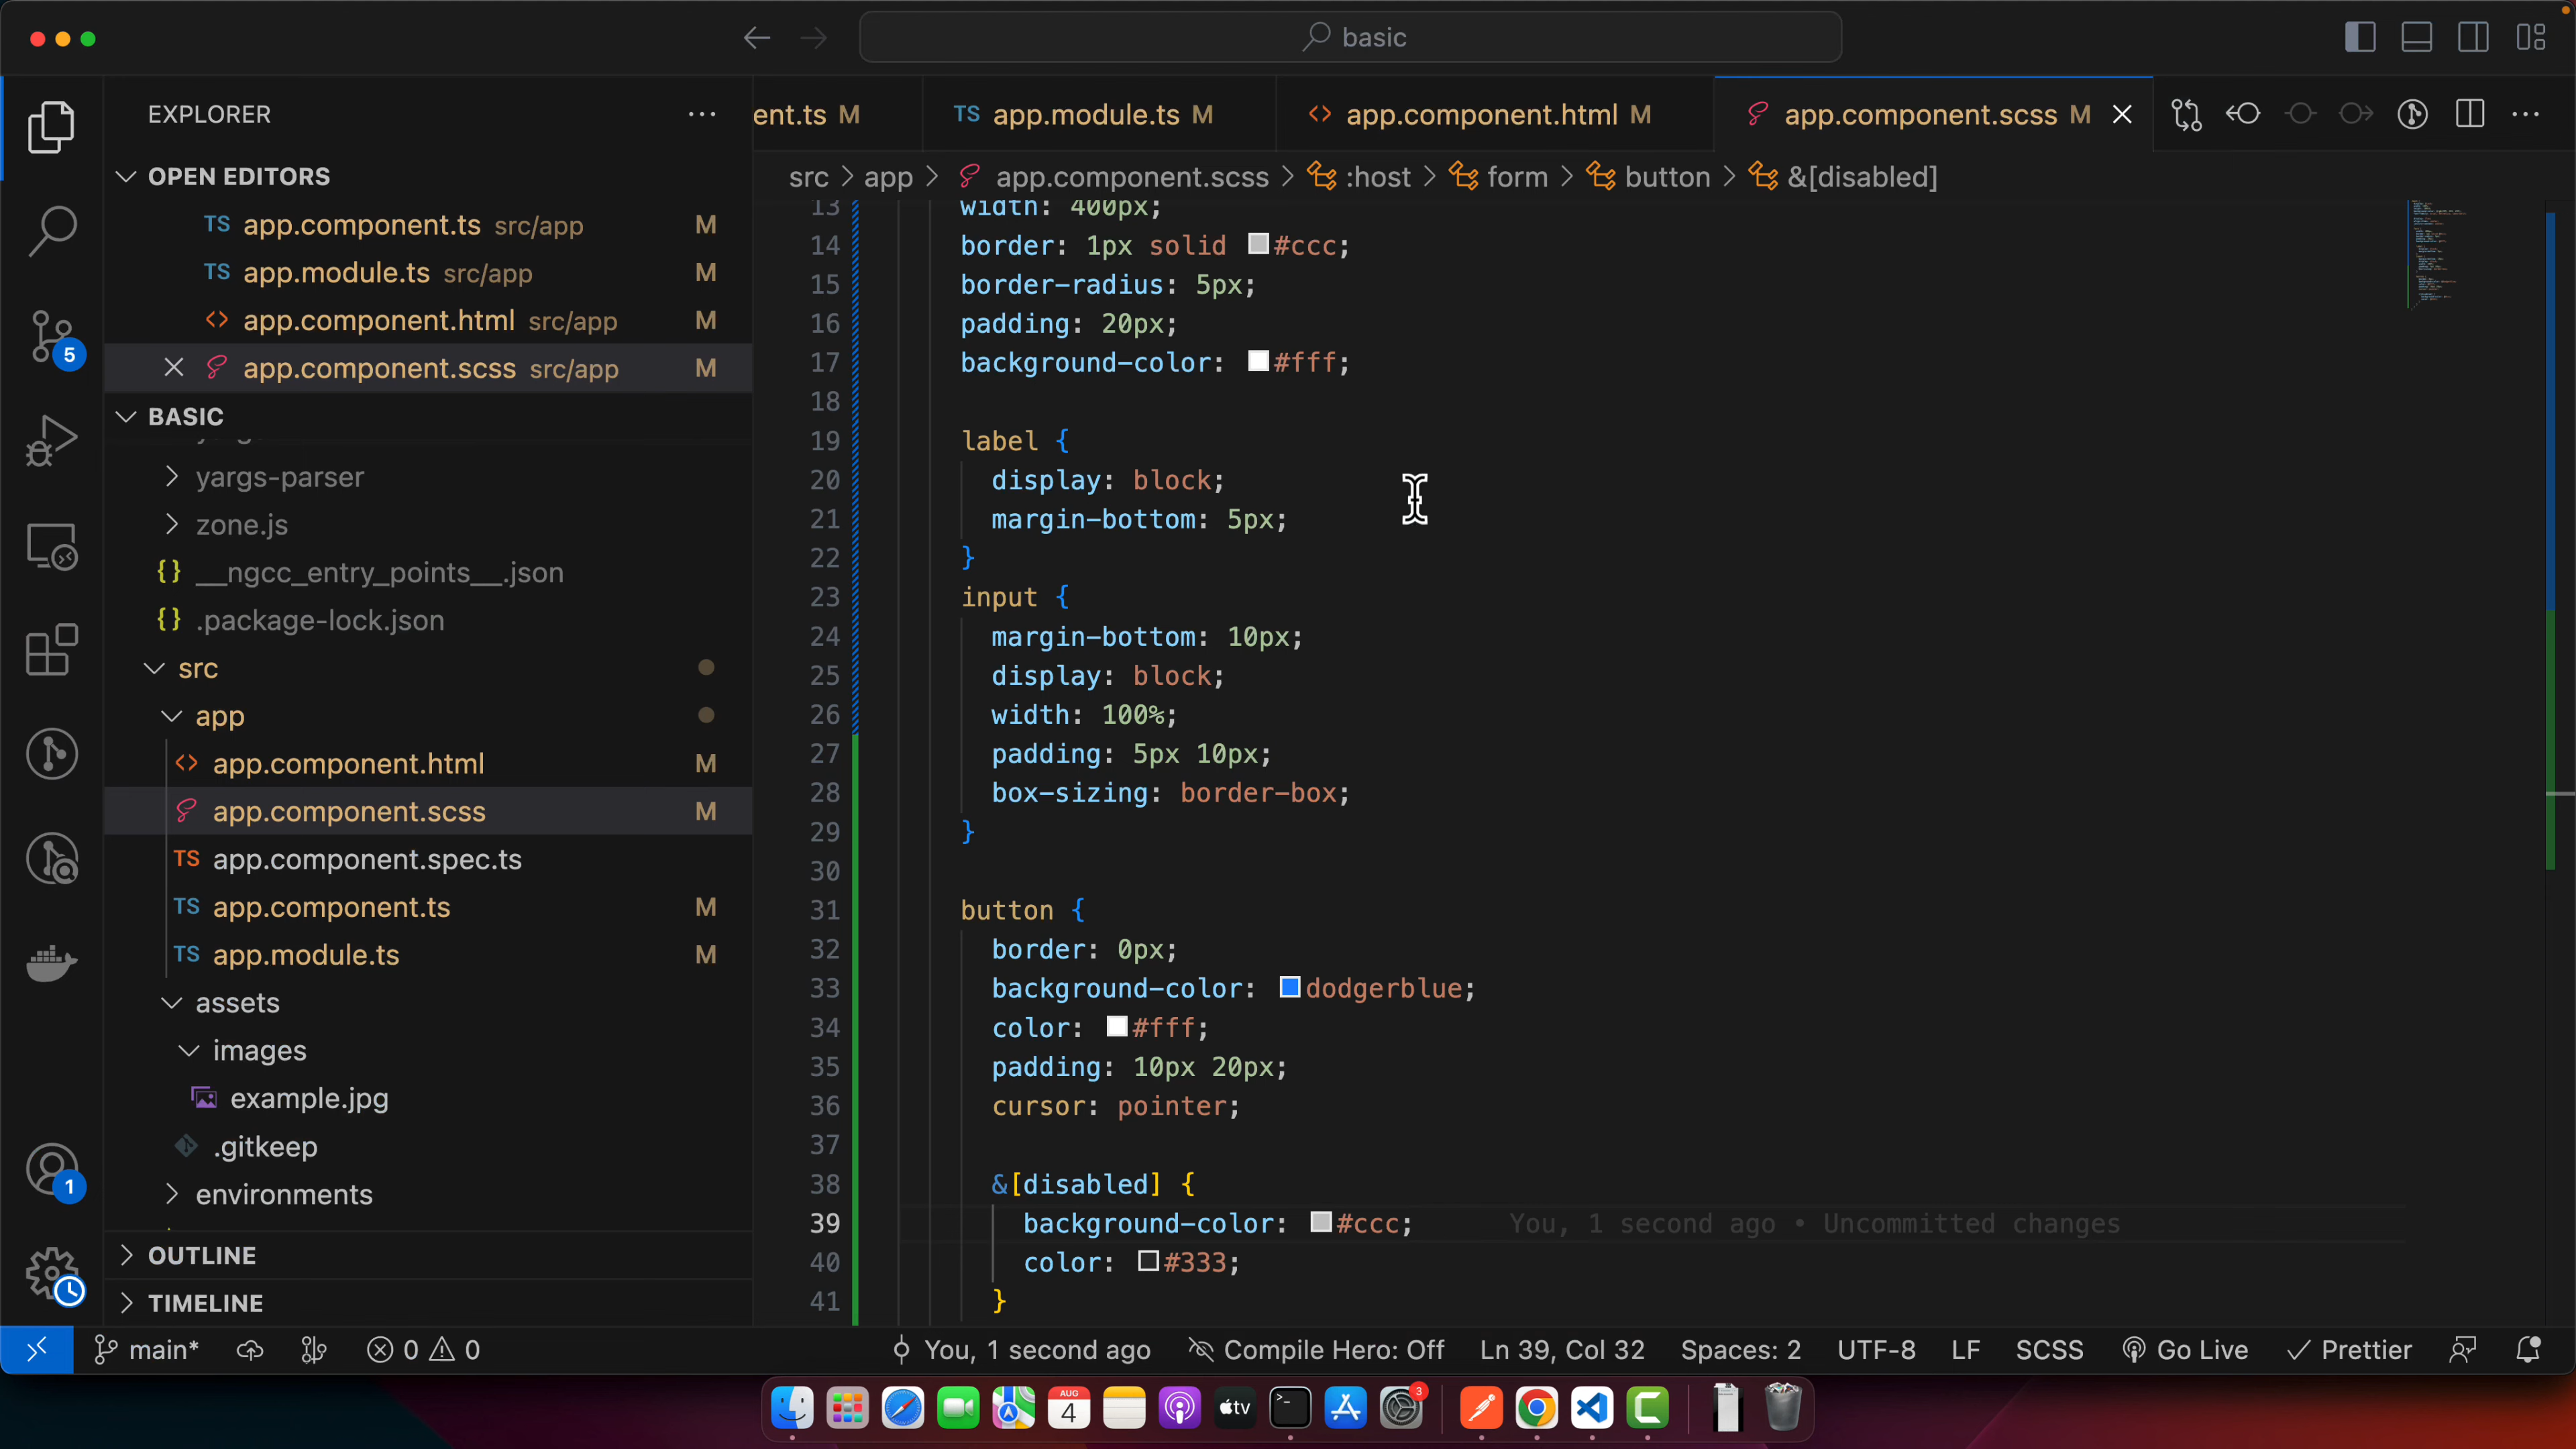 basic
EXPLORER
ent.ts M
TS app.module.ts M
<> app.component.html M
app.component.scss M
OPEN EDITORS
TS app.component.ts src/app M
TS app.module.ts src/app M
<> app.component.html src/app M
app.component.scss src/app M
BASIC
yargs-parser
zone.js
{} __ngcc_entry_points__.json
{} .package-lock.json
src
app
<> app.component.html M
app.component.scss M
TS app.component.spec.ts
TS app.component.ts M
TS app.module.ts M
assets
images
example.jpg
.gitkeep
environments
OUTLINE
TIMELINE
5
1
src > app > app.component.scss > :host > form > button > &[disabled]
13 width: 400px;
14 border: 1px solid #ccc;
15 border-radius: 5px;
16 padding: 20px;
17 background-color: #fff;
18
19 label {
20 display: block;
21 margin-bottom: 5px;
22 }
23 input {
24 margin-bottom: 10px;
25 display: block;
26 width: 100%;
27 padding: 5px 10px;
28 box-sizing: border-box;
29 }
30
31 button {
32 border: 0px;
33 background-color: dodgerblue;
34 color: #fff;
35 padding: 10px 20px;
36 cursor: pointer;
37
38 &[disabled] {
39 background-color: #ccc; You, 1 second ago • Uncommitted changes
40 color: #333;
41 }
main* 0 0 You, 1 second ago Compile Hero: Off Ln 39, Col 32 Spaces: 2 UTF-8 LF SCSS Go Live Prettier
AUG
4
tv
3